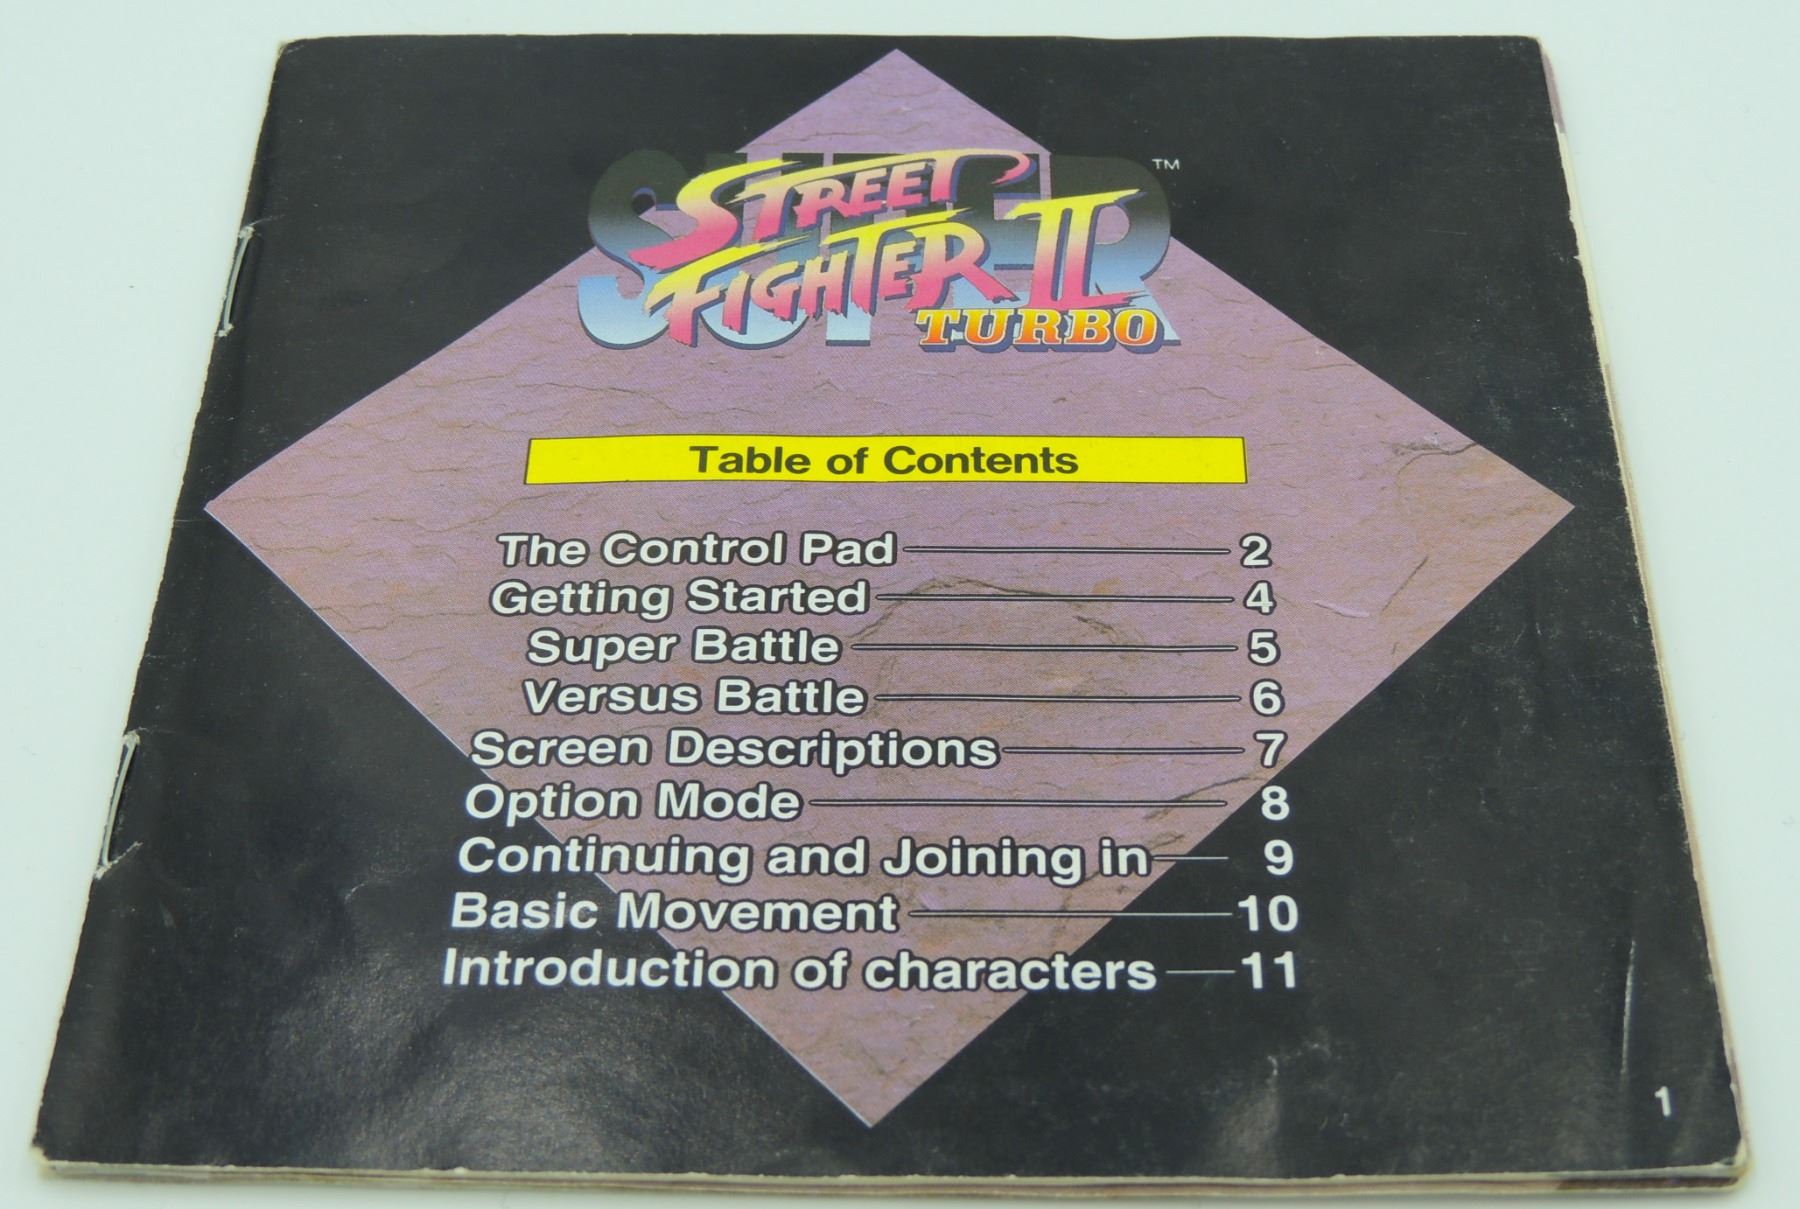 SUPER
STREET
FIGHTER II
TURBO
TM
Table of Contents
The Control Pad 2
Getting Started 4
Super Battle 5
Versus Battle 6
Screen Descriptions 7
Option Mode 8
Continuing and Joining in 9
Basic Movement 10
Introduction of characters 11
1